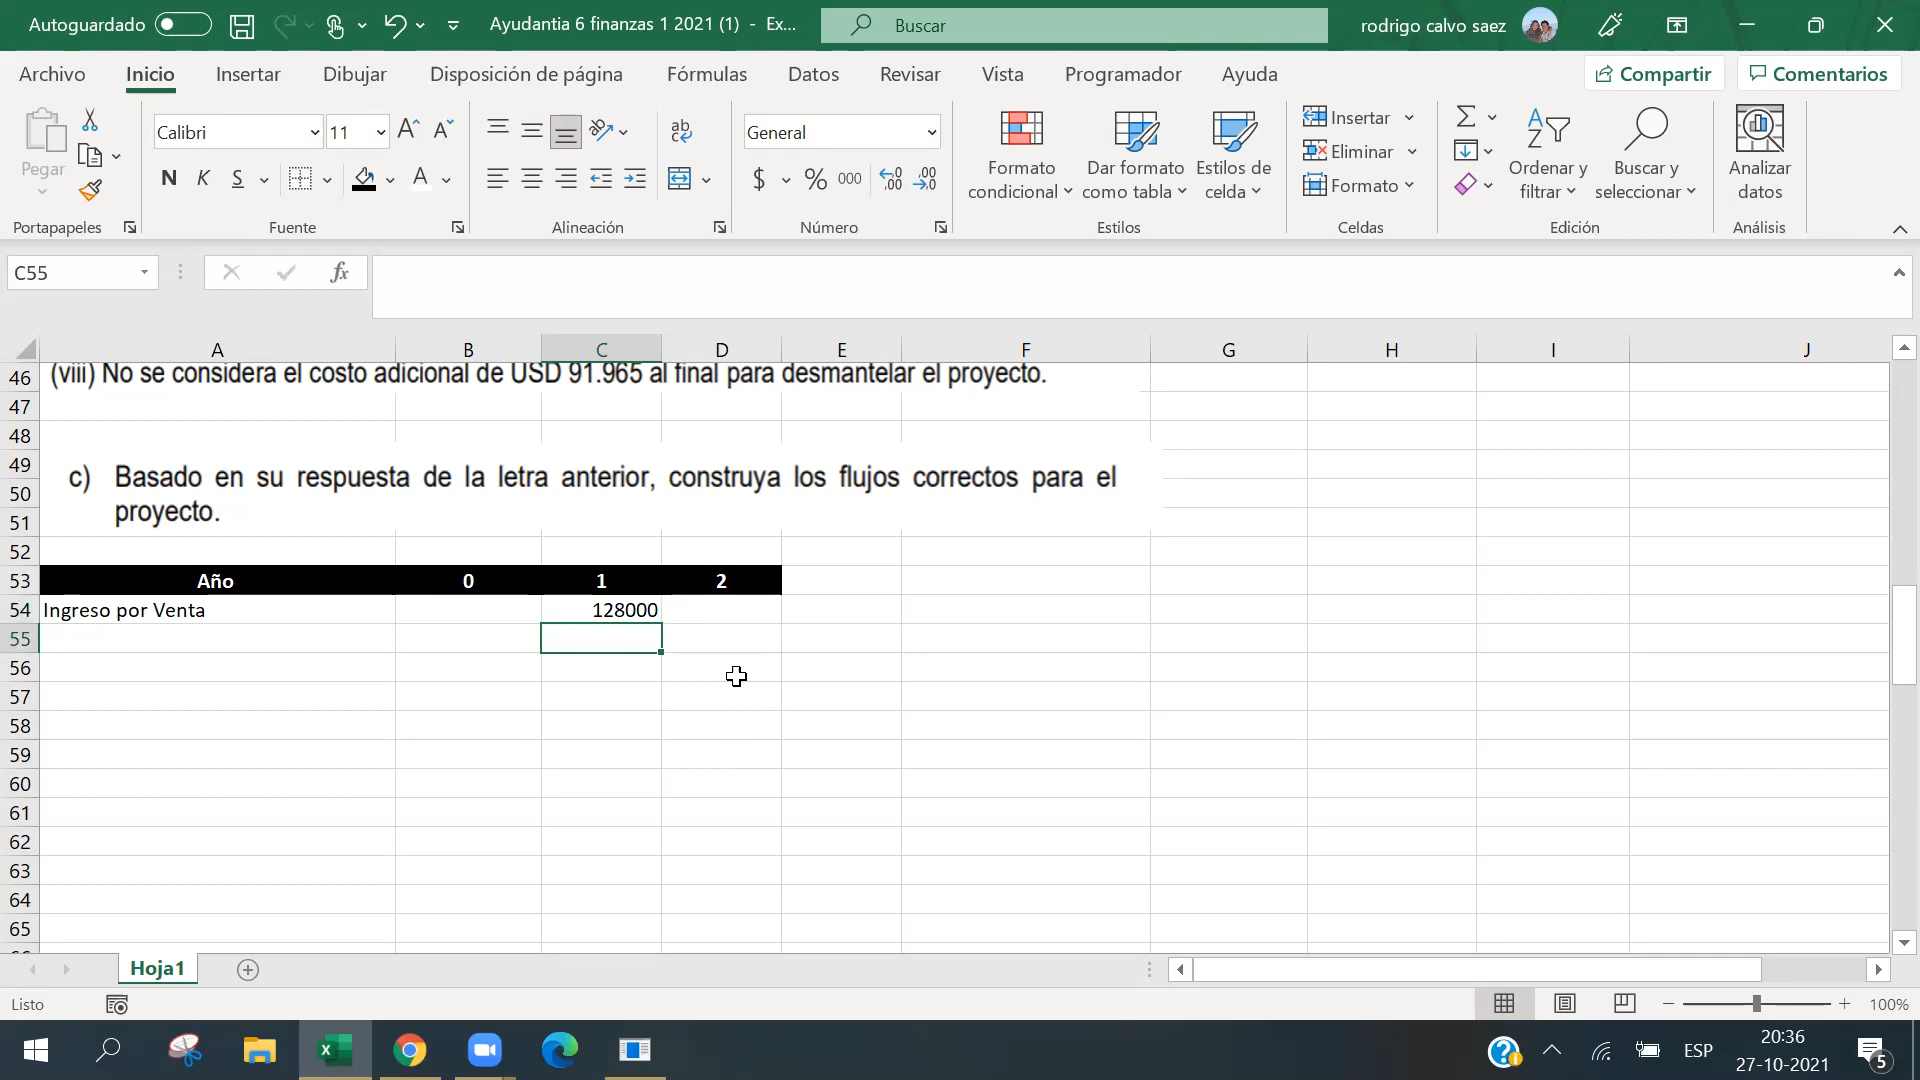 Autoguardado
Ayudantia 6 finanzas 1 2021 (1) - Ex...
Buscar
rodrigo calvo saez
Archivo Inicio Insertar Dibujar Disposición de página Fórmulas Datos Revisar Vista Programador Ayuda
Compartir
Comentarios
Pegar
Calibri 11
N K S
General
$ % 000
Formato condicional
Dar formato como tabla
Estilos de celda
Insertar
Eliminar
Formato
Ordenar y filtrar
Buscar y seleccionar
Analizar datos
Portapapeles Fuente Alineación Número Estilos Celdas Edición Análisis
C55
fx
A B C D E F G H I J
46 (viii) No se considera el costo adicional de USD 91.965 al final para desmantelar el proyecto.
47
48
49 c) Basado en su respuesta de la letra anterior, construya los flujos correctos para el
50
51 proyecto.
52
53 Año 0 1 2
54 Ingreso por Venta 128000
55
56
57
58
59
60
61
62
63
64
65
Hoja1
Listo
100%
ESP
20:36
27-10-2021
5